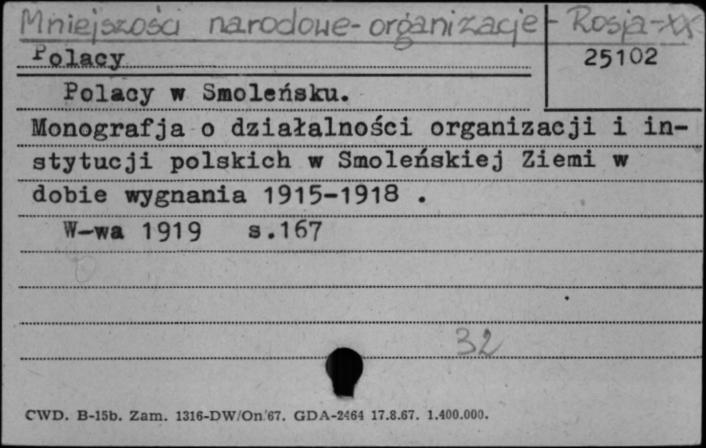 Mniejszości narodowe-organizacje - Rosja-XX
Polacy
25102
Polacy w Smoleńsku.
Monografja o działalności organizacji i in-
stytucji polskich w Smoleńskiej Ziemi w
dobie wygnania 1915-1918 .
W-wa 1919 s.167
32
CWD. B-15b. Zam. 1316-DW/On/67. GDA-2464 17.8.67. 1.400.000.